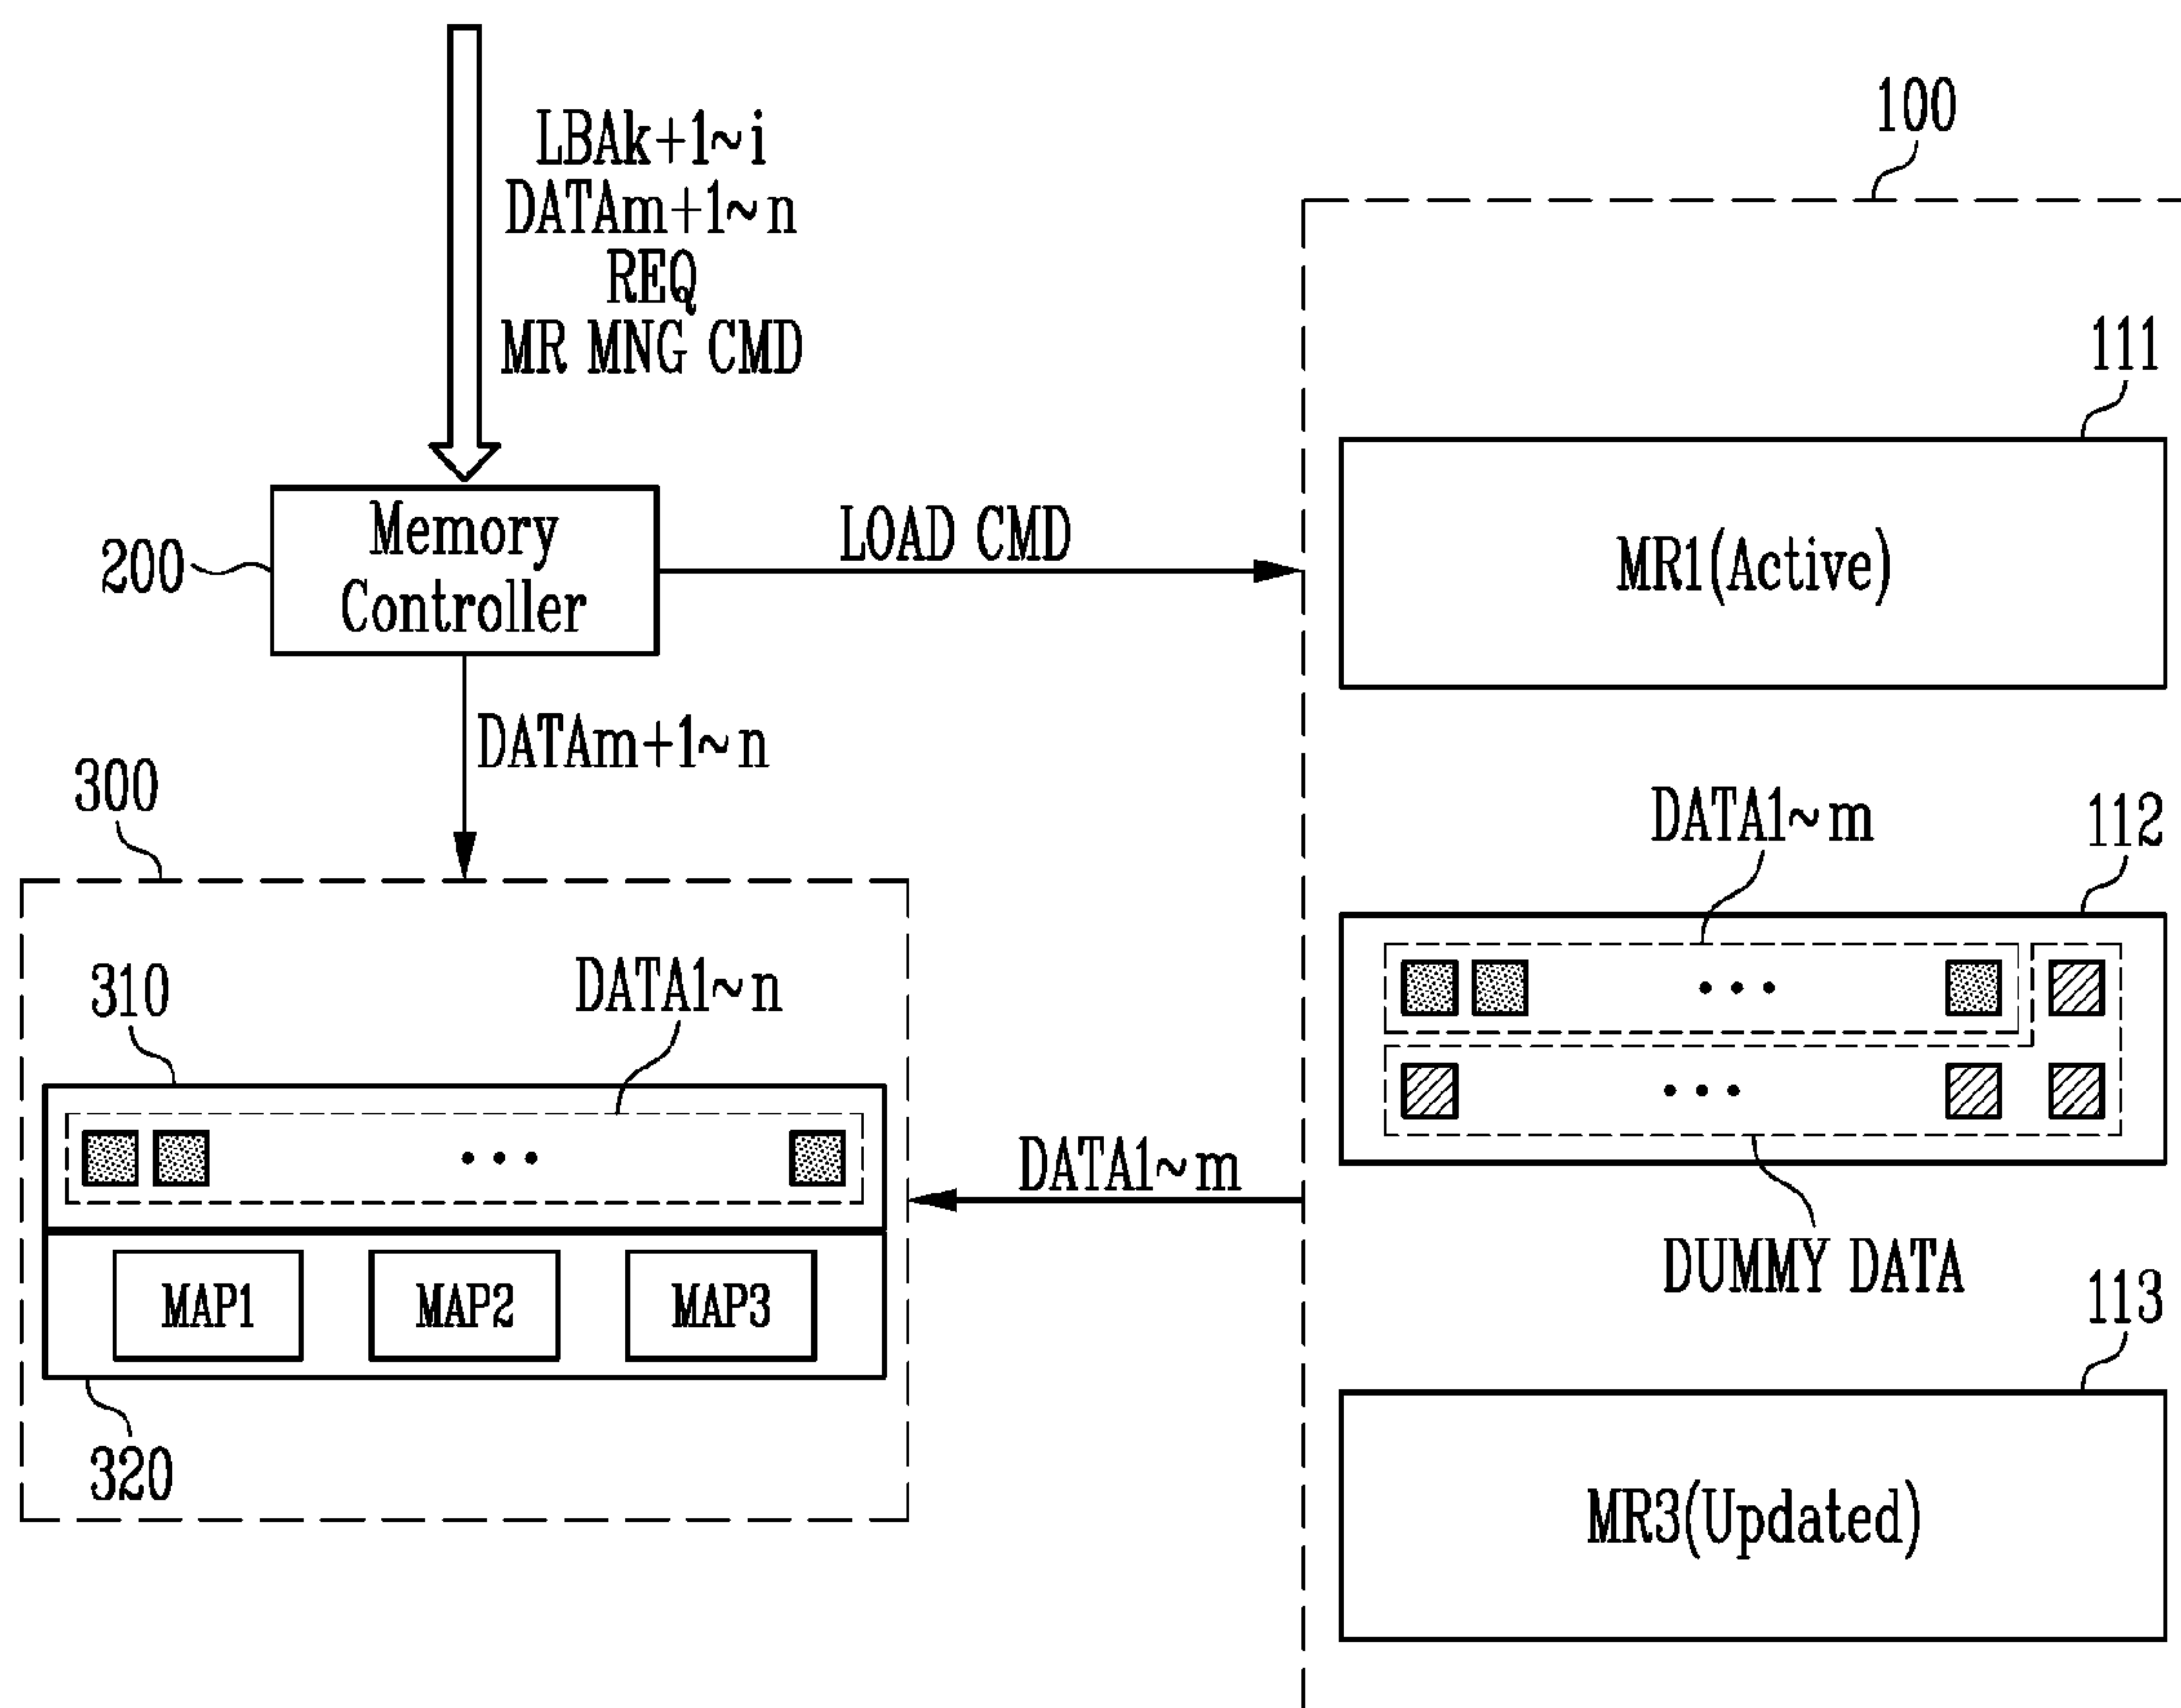 LBAk+1~i
DATAm+1~n
REQ
MR MNG CMD
100
111
Memory
Controller
200
LOAD CMD
MR1(Active)
DATAm+1~n
300
DATA1~m
112
310
DATA1~n
DATA1~m
DUMMY DATA
MAP1
MAP2
MAP3
113
320
MR3(Updated)